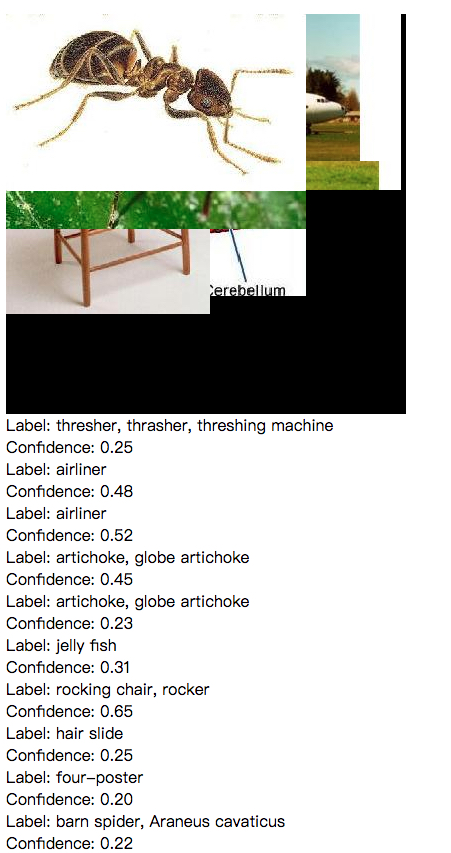 Cerebellum
Label: thresher, thrasher, threshing machine
Confidence: 0.25
Label: airliner
Confidence: 0.48
Label: airliner
Confidence: 0.52
Label: artichoke, globe artichoke
Confidence: 0.45
Label: artichoke, globe artichoke
Confidence: 0.23
Label: jelly fish
Confidence: 0.31
Label: rocking chair, rocker
Confidence: 0.65
Label: hair slide
Confidence: 0.25
Label: four-poster
Confidence: 0.20
Label: barn spider, Araneus cavaticus
Confidence: 0.22